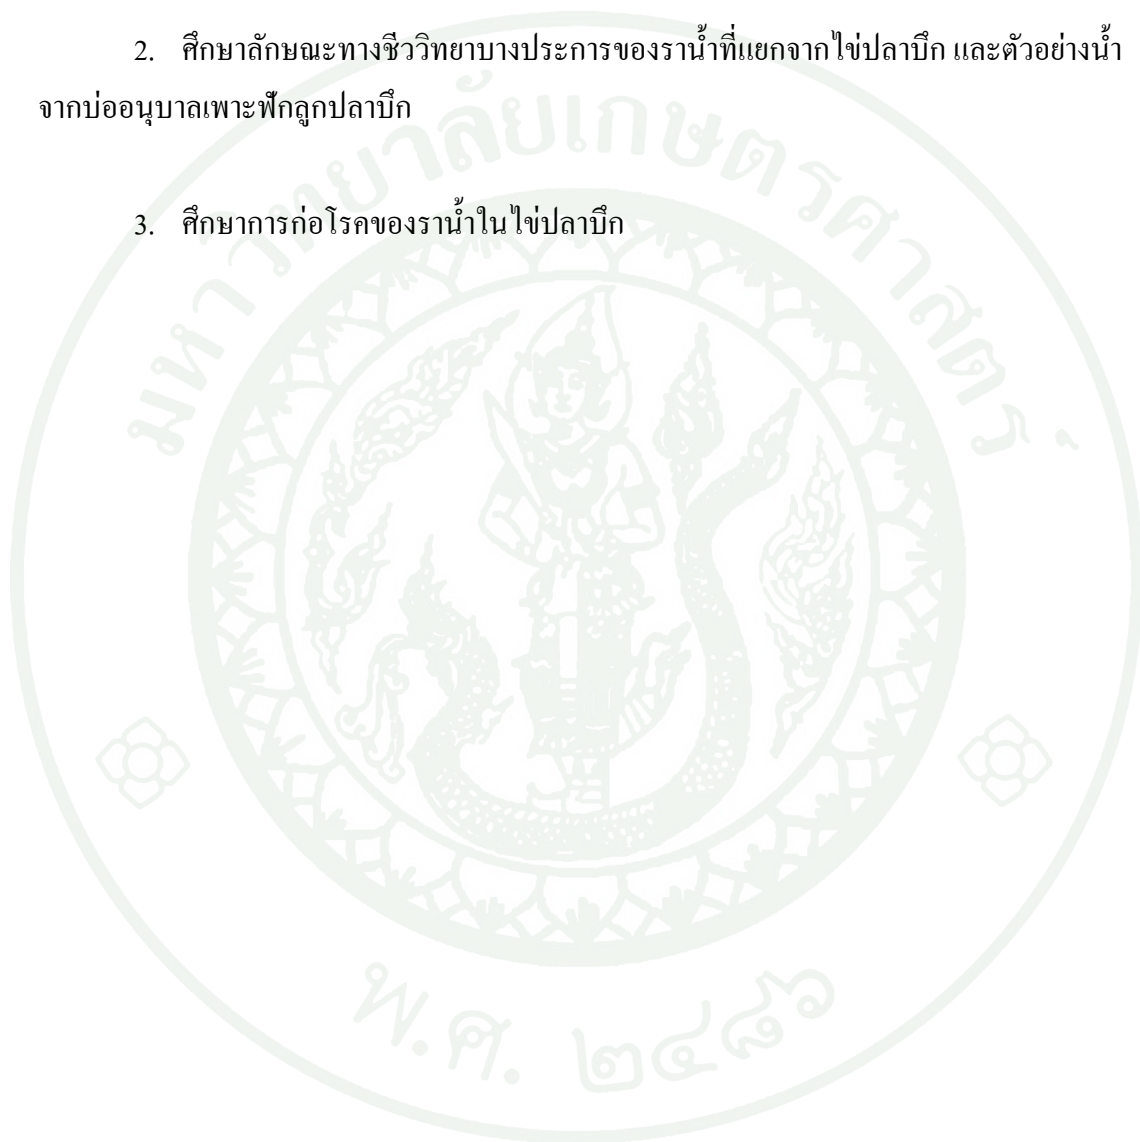 2. ศึกษาลักษณะทางชีววิทยาบางประการของราน้ำที่แยกจากไข่ปลาบึก และตัวอย่างน้ำ
จากบ่ออนุบาลเพาะฟักลูกปลาบึก
3. ศึกษาการก่อโรคของราน้ำในไข่ปลาบึก
มหาวิทยาลัยเกษตรศาสตร์
พ.ศ. ๒๔๘๖